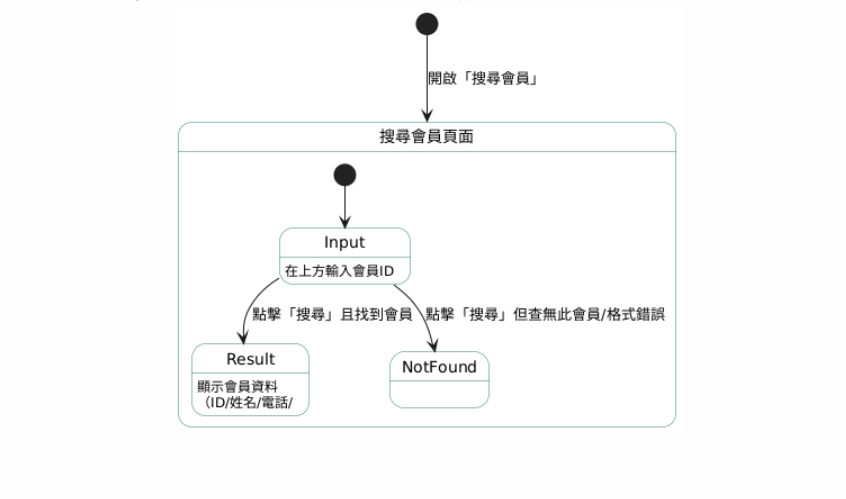 開啟「搜尋會員」
搜尋會員頁面
Input
在上方輸入會員ID
點擊「搜尋」且找到會員
點擊「搜尋」但查無此會員/格式錯誤
Result
顯示會員資料
（ID/姓名/電話/
NotFound